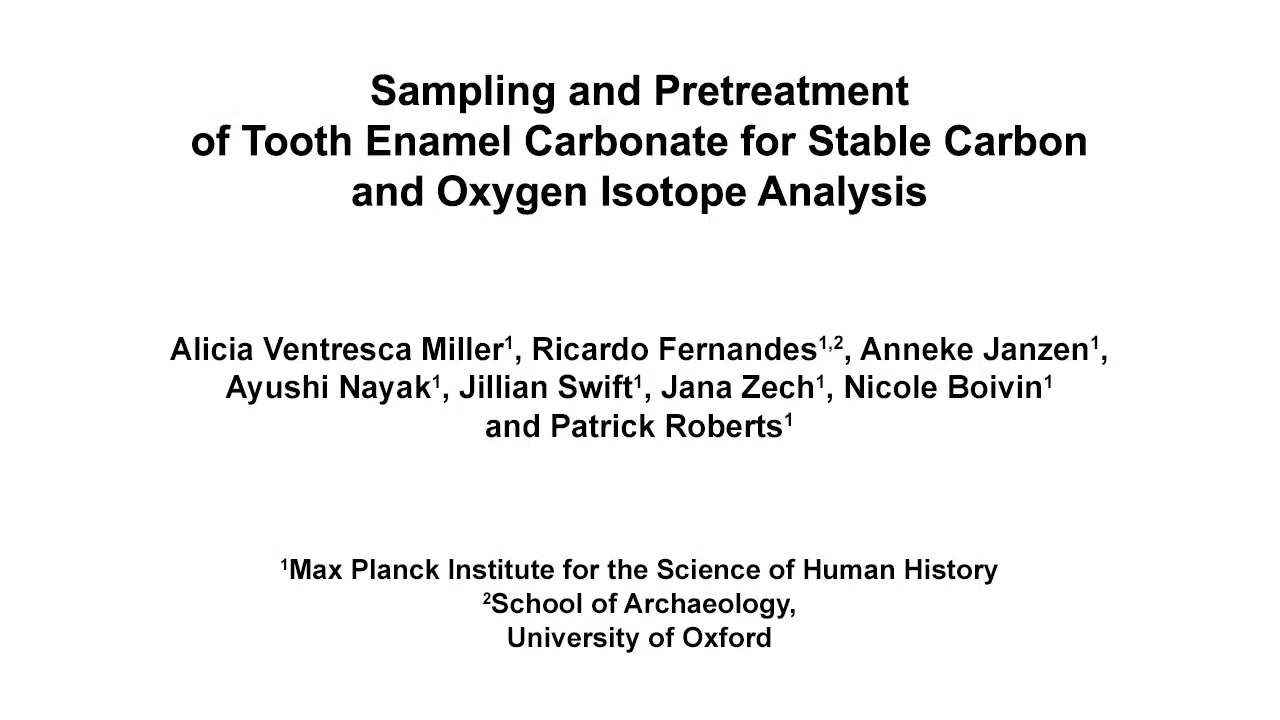 Sampling and Pretreatment
of Tooth Enamel Carbonate for Stable Carbon
and Oxygen Isotope Analysis
Alicia Ventresca Miller¹, Ricardo Fernandes¹,², Anneke Janzen¹,
Ayushi Nayak¹, Jillian Swift¹, Jana Zech¹, Nicole Boivin¹
and Patrick Roberts¹
¹Max Planck Institute for the Science of Human History
²School of Archaeology,
University of Oxford